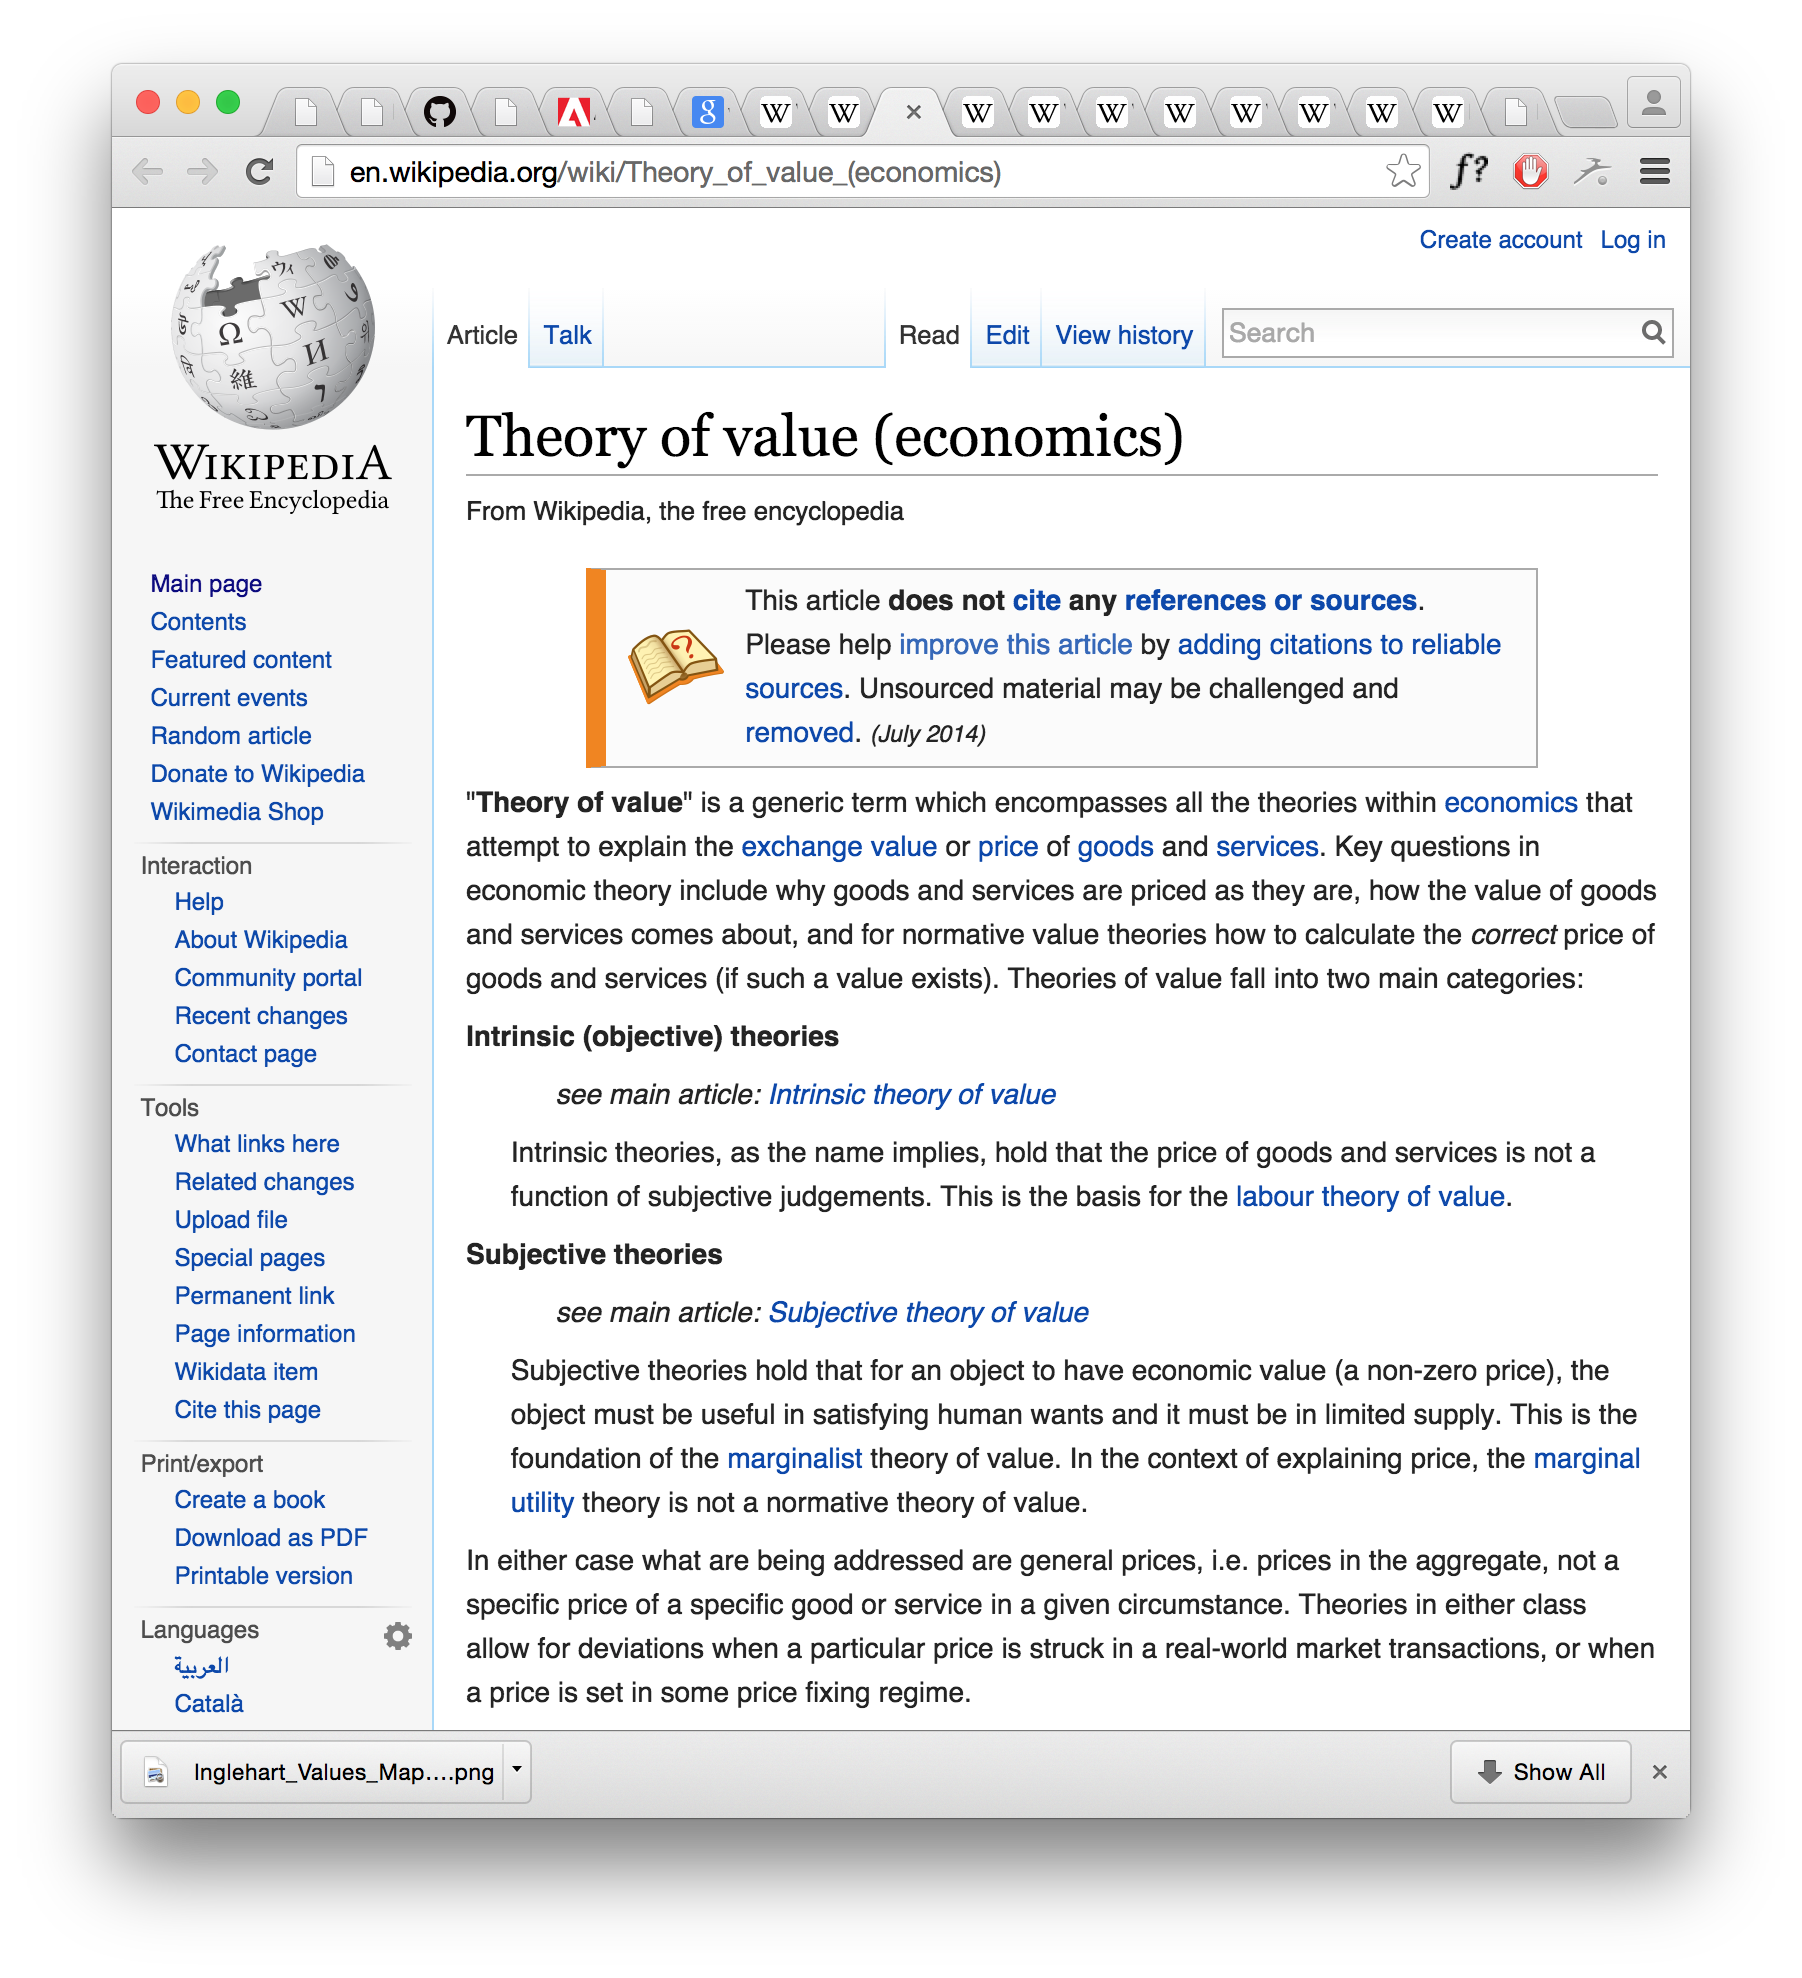 en.wikipedia.org/wiki/Theory_of_value_(economics)
f?
Create account Log in
WIKIPEDIA
The Free Encyclopedia
Article Talk Read Edit View history Search
Theory of value (economics)
From Wikipedia, the free encyclopedia
This article does not cite any references or sources.
Please help improve this article by adding citations to reliable
sources. Unsourced material may be challenged and
removed. (July 2014)
"Theory of value" is a generic term which encompasses all the theories within economics that
attempt to explain the exchange value or price of goods and services. Key questions in
economic theory include why goods and services are priced as they are, how the value of goods
and services comes about, and for normative value theories how to calculate the correct price of
goods and services (if such a value exists). Theories of value fall into two main categories:
Intrinsic (objective) theories
see main article: Intrinsic theory of value
Intrinsic theories, as the name implies, hold that the price of goods and services is not a
function of subjective judgements. This is the basis for the labour theory of value.
Subjective theories
see main article: Subjective theory of value
Subjective theories hold that for an object to have economic value (a non-zero price), the
object must be useful in satisfying human wants and it must be in limited supply. This is the
foundation of the marginalist theory of value. In the context of explaining price, the marginal
utility theory is not a normative theory of value.
In either case what are being addressed are general prices, i.e. prices in the aggregate, not a
specific price of a specific good or service in a given circumstance. Theories in either class
allow for deviations when a particular price is struck in a real-world market transactions, or when
a price is set in some price fixing regime.
Main page
Contents
Featured content
Current events
Random article
Donate to Wikipedia
Wikimedia Shop
Interaction
Help
About Wikipedia
Community portal
Recent changes
Contact page
Tools
What links here
Related changes
Upload file
Special pages
Permanent link
Page information
Wikidata item
Cite this page
Print/export
Create a book
Download as PDF
Printable version
Languages
العربية
Català
Inglehart_Values_Map....png
Show All